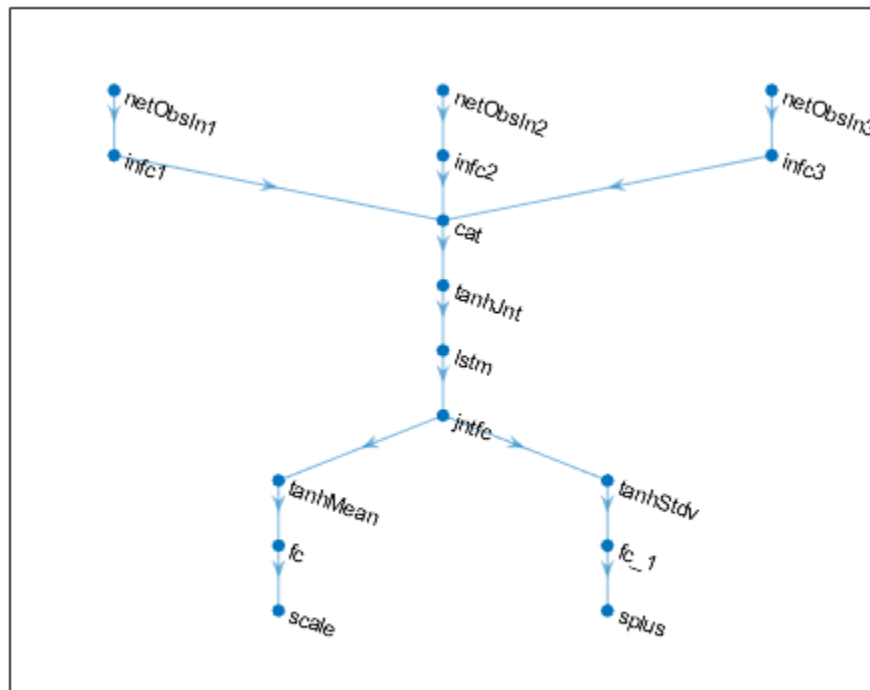 netObsIn1
netObsIn2
netObsIn3
infc1
infc2
infc3
cat
tanhJnt
lstm
jntfc
tanhMean
tanhStdv
fc
fc_1
scale
splus